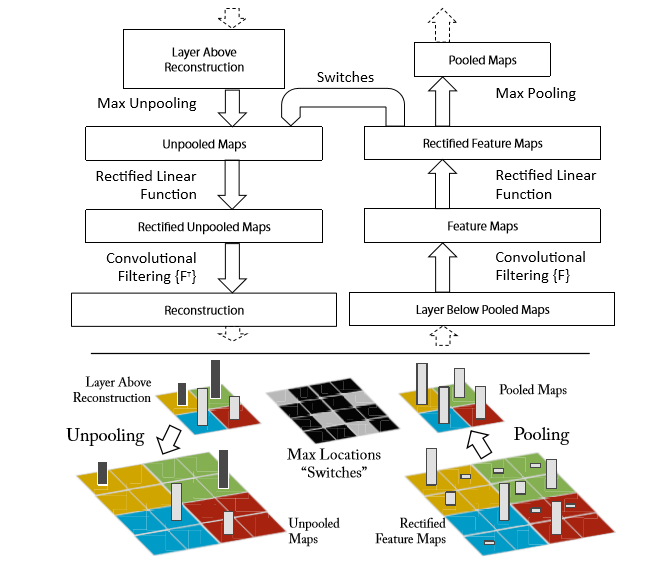 Layer Above
Reconstruction
Pooled Maps
Switches
Max Unpooling
Max Pooling
Unpooled Maps
Rectified Feature Maps
Rectified Linear
Function
Rectified Linear
Function
Rectified Unpooled Maps
Feature Maps
Convolutional
Filtering {Fᵀ}
Convolutional
Filtering {F}
Reconstruction
Layer Below Pooled Maps
Layer Above
Reconstruction
Pooled Maps
Unpooling
Max Locations
“Switches”
Pooling
Unpooled
Maps
Rectified
Feature Maps